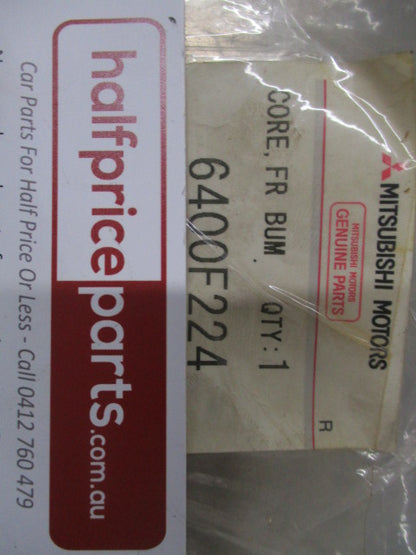 MITSUBISHI MOTORS
MITSUBISHI MOTORS
GENUINE PARTS
R
CORE, FR BUM QTY: 1
6400F224
halfpriceparts.com.au
Car Parts For Half Price Or Less - Call 0412 760 479